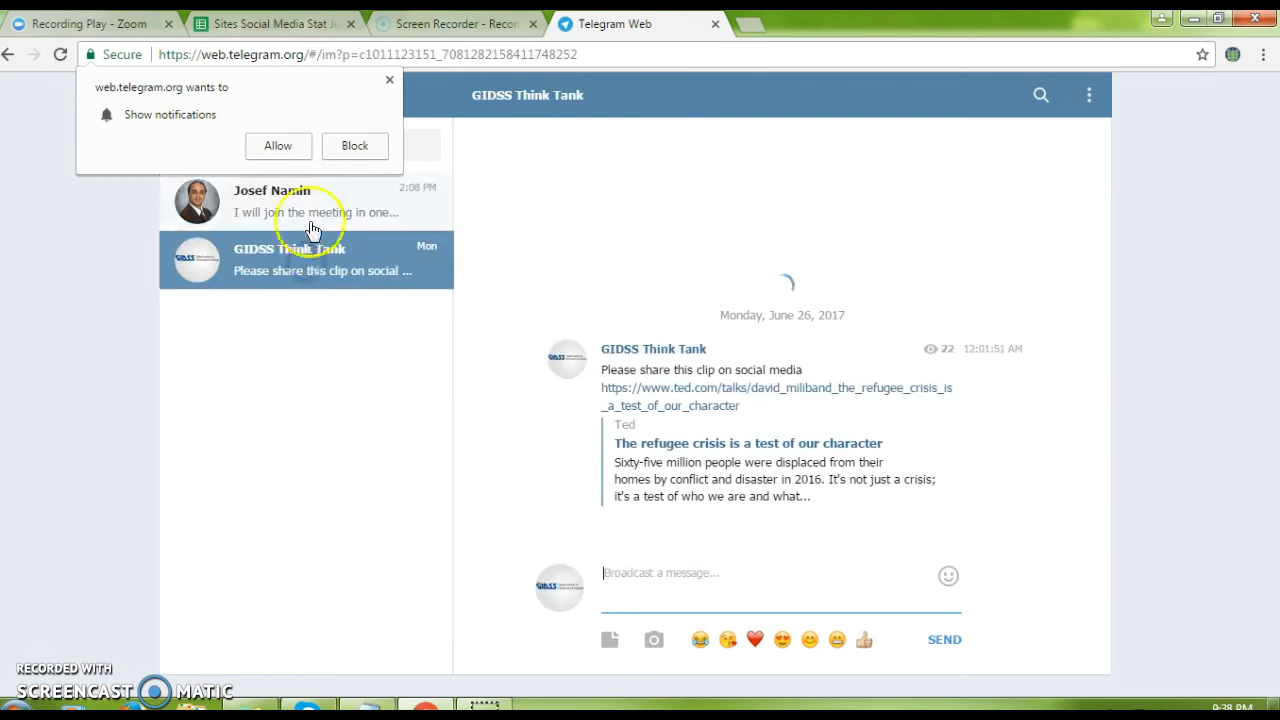 Recording Play - Zoom
Sites Social Media Stat Ju
Screen Recorder - Recor
Telegram Web
Secure
https://web.telegram.org/#/im?p=c1011123151_7081282158411748252
web.telegram.org wants to
Show notifications
Allow
Block
GIDSS Think Tank
Josef Namin
2:08 PM
I will join the meeting in one...
GIDSS Think Tank
Mon
Please share this clip on social ...
Monday, June 26, 2017
GIDSS Think Tank
22
12:01:51 AM
Please share this clip on social media
https://www.ted.com/talks/david_miliband_the_refugee_crisis_is
_a_test_of_our_character
Ted
The refugee crisis is a test of our character
Sixty-five million people were displaced from their
homes by conflict and disaster in 2016. It's not just a crisis;
it's a test of who we are and what...
GIDSS
Broadcast a message...
SEND
RECORDED WITH
SCREENCAST MATIC
9:38 PM